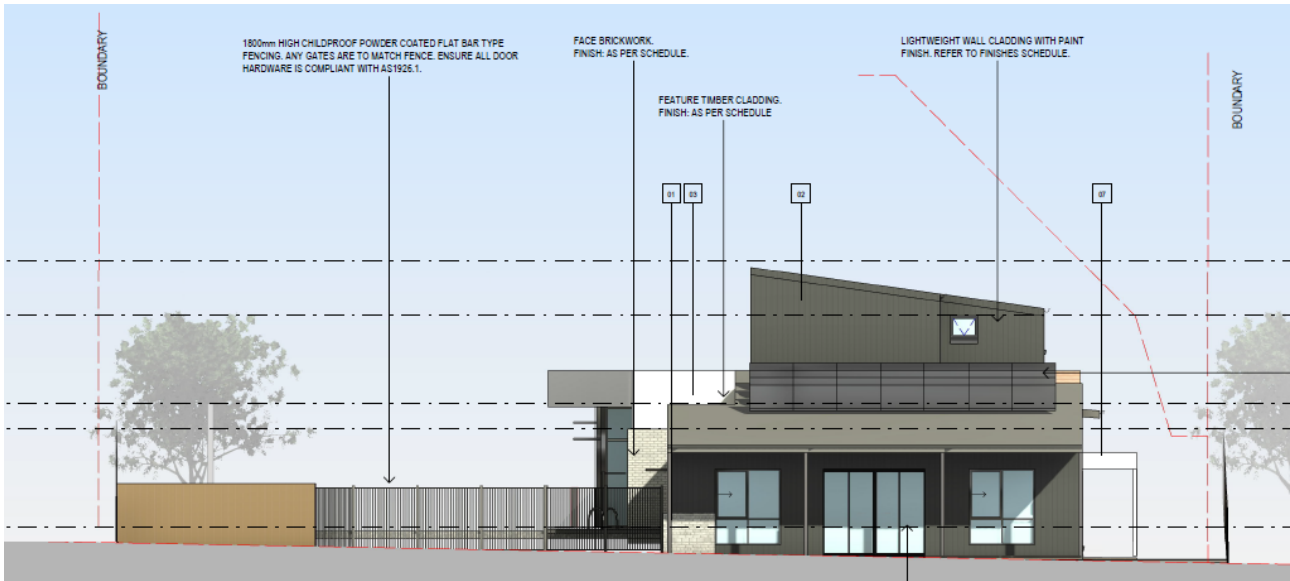 BOUNDARY
1800mm HIGH CHILDPROOF POWDER COATED FLAT BAR TYPE
FENCING. ANY GATES ARE TO MATCH FENCE. ENSURE ALL DOOR
HARDWARE IS COMPLIANT WITH AS1926.1.
FACE BRICKWORK.
FINISH: AS PER SCHEDULE.
FEATURE TIMBER CLADDING.
FINISH: AS PER SCHEDULE
LIGHTWEIGHT WALL CLADDING WITH PAINT
FINISH. REFER TO FINISHES SCHEDULE.
BOUNDARY
01
03
02
07